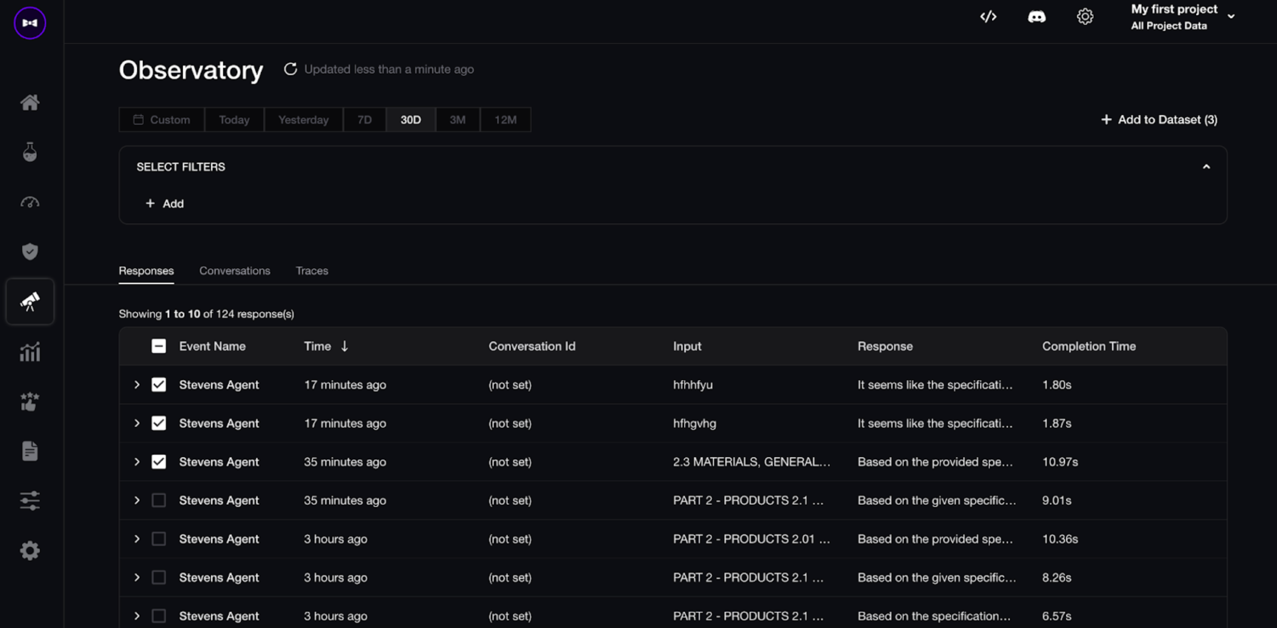 My first project
All Project Data
Observatory Updated less than a minute ago
Custom Today Yesterday 7D 30D 3M 12M + Add to Dataset (3)
SELECT FILTERS
+ Add
Responses Conversations Traces
Showing 1 to 10 of 124 response(s)
Event Name Time ↓ Conversation Id Input Response Completion Time
Stevens Agent 17 minutes ago (not set) hfhhfyu It seems like the specificati... 1.80s
Stevens Agent 17 minutes ago (not set) hfhgvhg It seems like the specificati... 1.87s
Stevens Agent 35 minutes ago (not set) 2.3 MATERIALS, GENERAL... Based on the provided spe... 10.97s
Stevens Agent 35 minutes ago (not set) PART 2 - PRODUCTS 2.1 ... Based on the given specific... 9.01s
Stevens Agent 3 hours ago (not set) PART 2 - PRODUCTS 2.01 ... Based on the provided spe... 10.36s
Stevens Agent 3 hours ago (not set) PART 2 - PRODUCTS 2.1 ... Based on the given specific... 8.26s
Stevens Agent 3 hours ago (not set) PART 2 - PRODUCTS 2.1 ... Based on the specification... 6.57s